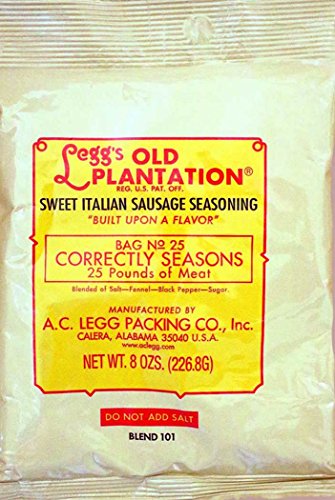 Legg's OLD
PLANTATION®
REG. U.S. PAT. OFF.
SWEET ITALIAN SAUSAGE SEASONING
"BUILT UPON A FLAVOR"
BAG No 25
CORRECTLY SEASONS
25 Pounds of Meat
Blended of Salt—Fennel—Black Pepper—Sugar.
MANUFACTURED BY
A.C. LEGG PACKING CO., Inc.
CALERA, ALABAMA 35040 U.S.A.
www.aclegg.com
NET WT. 8 OZS. (226.8G)
DO NOT ADD SALT
BLEND 101